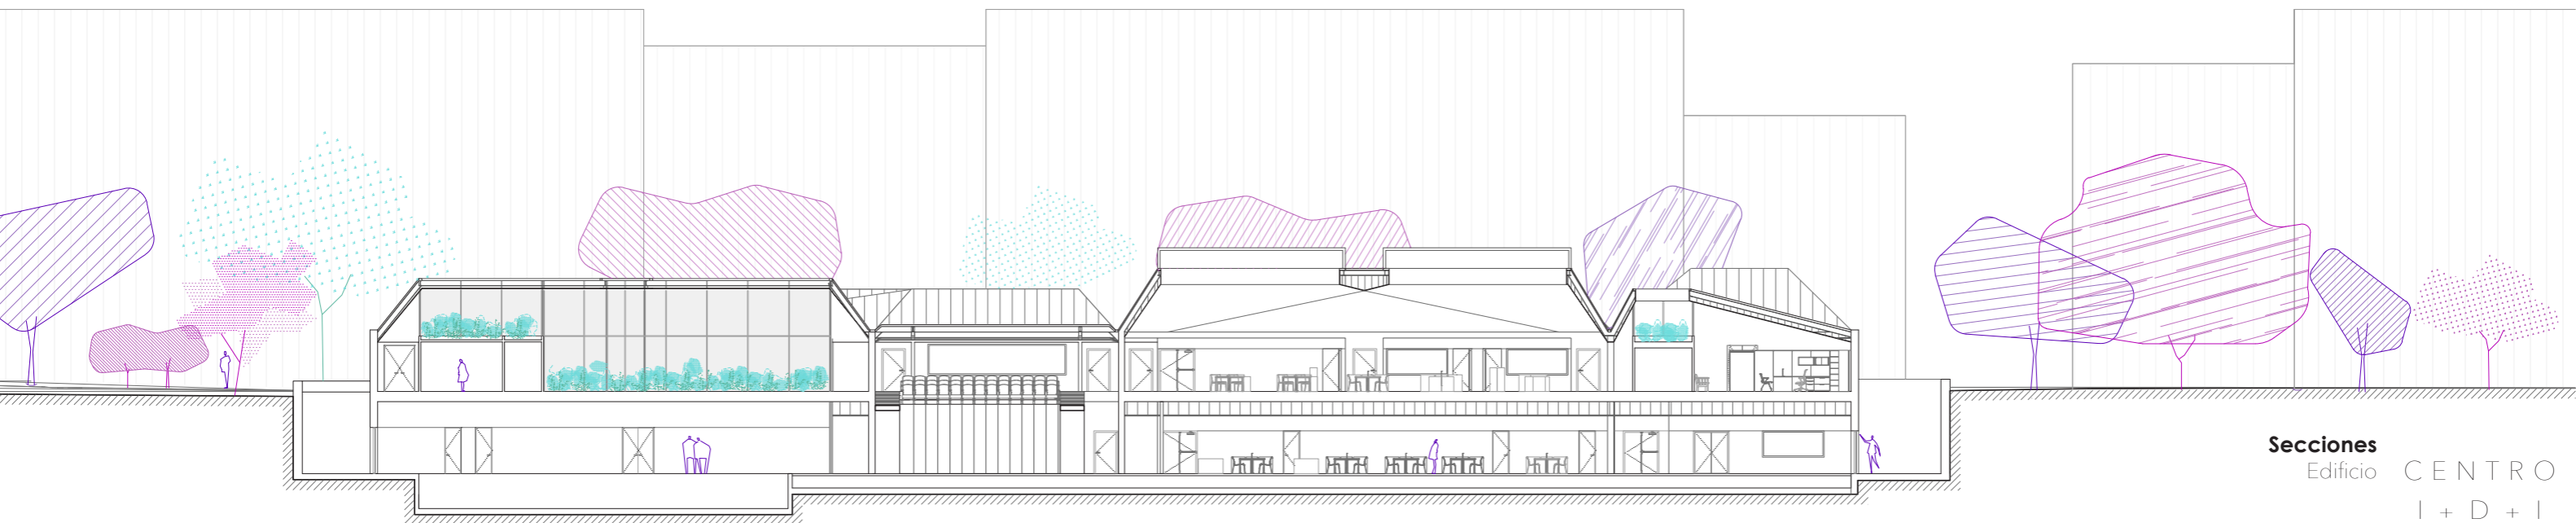 Secciones
Edificio
CENTRO
I + D + I